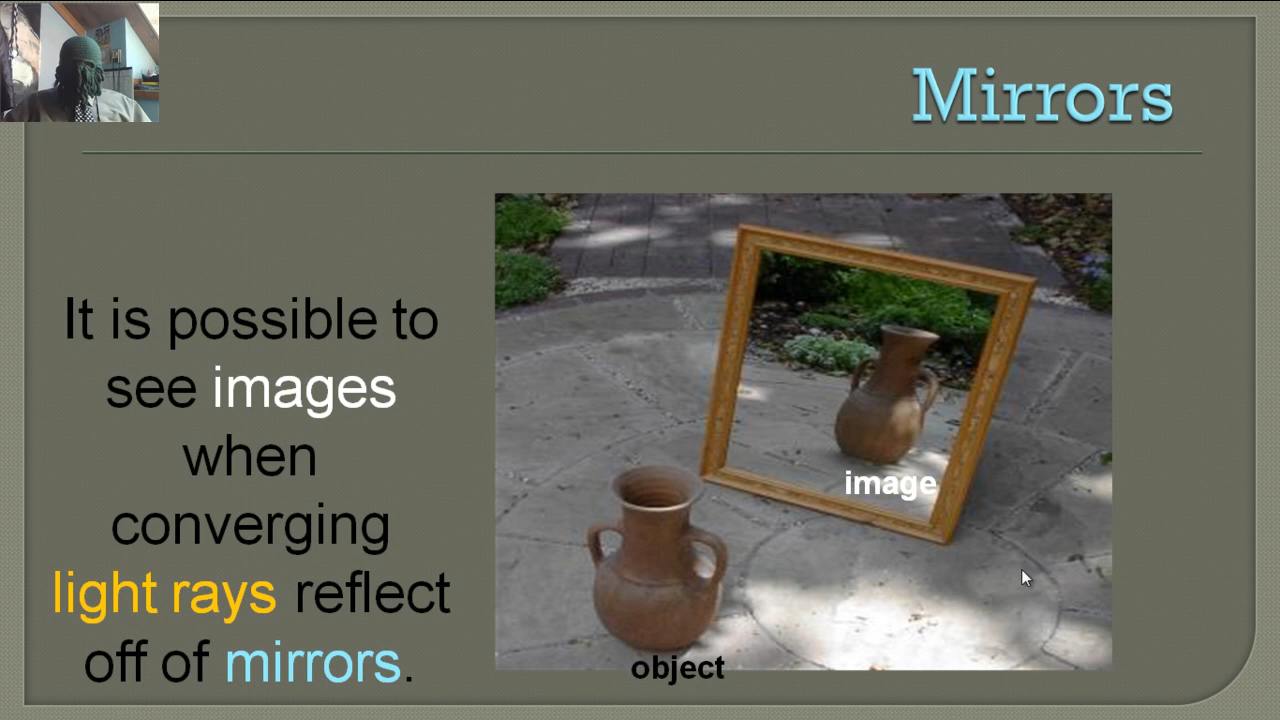 Mirrors
It is possible to
see images
when
converging
light rays reflect
off of mirrors.
image
object